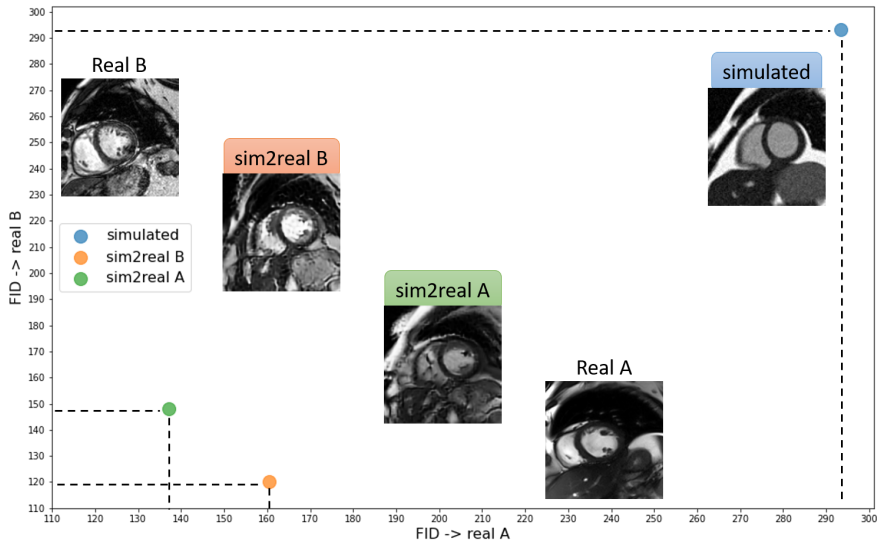 300
290
280
270
260
250
240
230
220
210
200
190
180
170
160
150
140
130
120
110
FID -> real B
Real B
simulated
sim2real B
simulated
sim2real B
sim2real A
sim2real A
Real A
110 120 130 140 150 160 170 180 190 200 210 220 230 240 250 260 270 280 290 300
FID -> real A